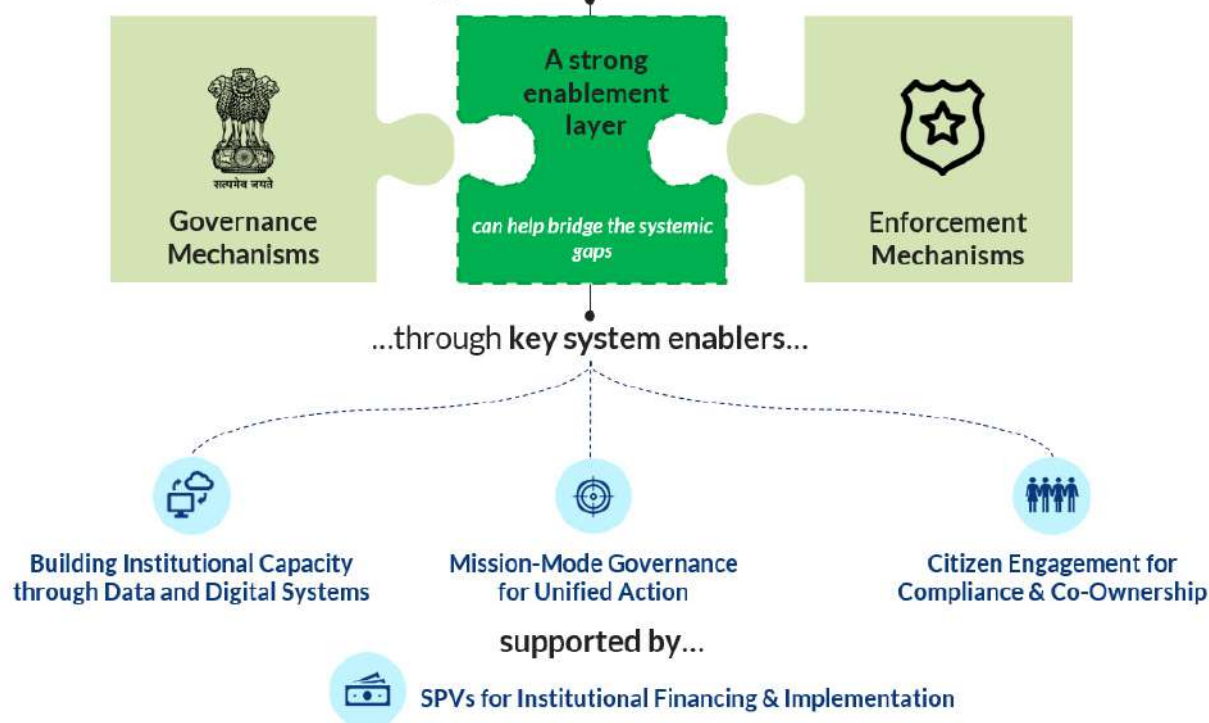 A strong
enablement
layer
सत्यमेव जयते
Governance
Mechanisms
can help bridge the systemic
gaps
Enforcement
Mechanisms
...through key system enablers...
Building Institutional Capacity
through Data and Digital Systems
Mission-Mode Governance
for Unified Action
Citizen Engagement for
Compliance & Co-Ownership
supported by...
SPVs for Institutional Financing & Implementation